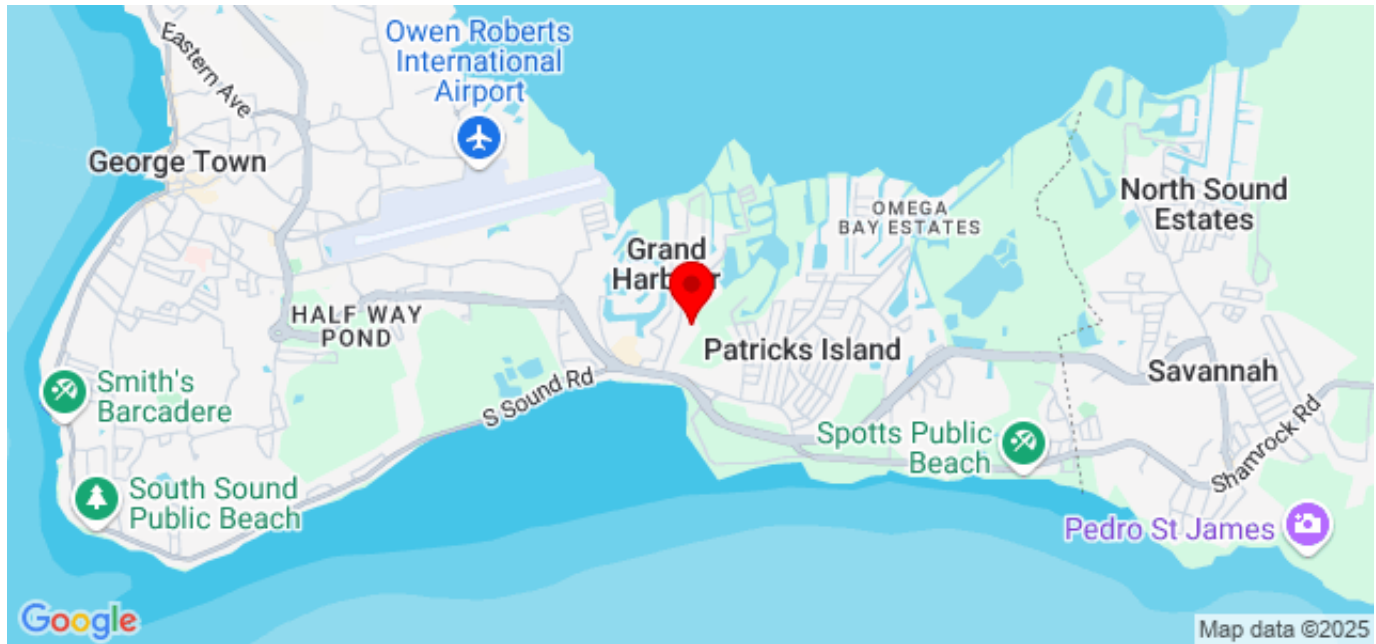 Owen Roberts
International
Airport
Eastern Ave
George Town
North Sound
Estates
OMEGA
BAY ESTATES
Grand
Harbour
HALF WAY
POND
Patricks Island
Savannah
Smith's
Barcadere
S Sound Rd
Shamrock Rd
Spotts Public
Beach
South Sound
Public Beach
Pedro St James
Google
Map data ©2025